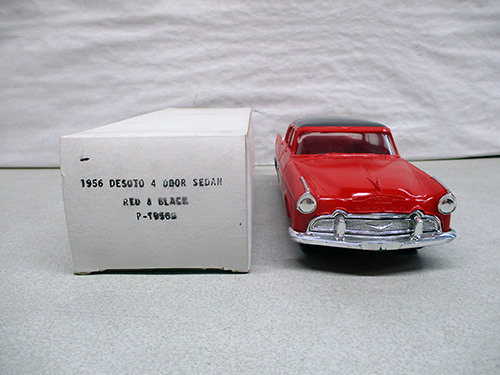 1956 DESOTO 4 DOOR SEDAN
RED & BLACK